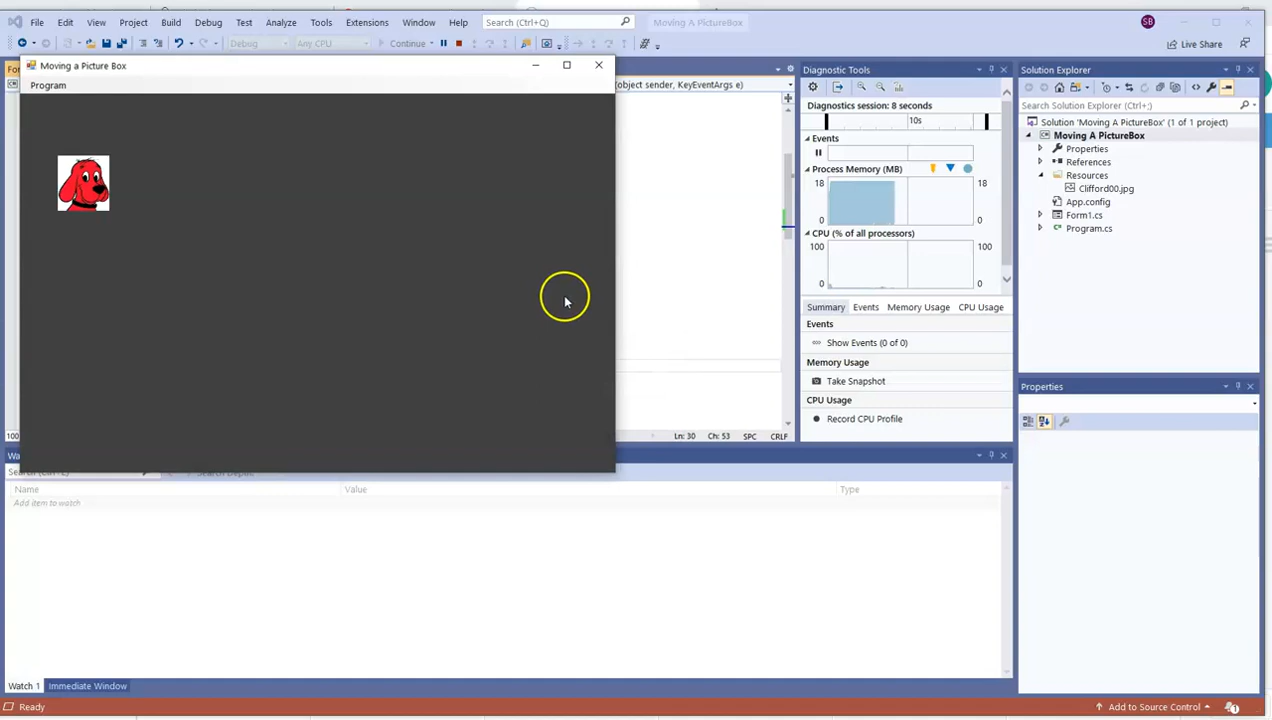 File Edit View Project Build Debug Test Analyze Tools Extensions Window Help Search (Ctrl+Q) Moving A PictureBox SB
Debug Any CPU Continue Live Share
Moving a Picture Box
Program
(object sender, KeyEventArgs e)
100
Ln: 30 Ch: 53 SPC CRLF
Diagnostic Tools
Diagnostics session: 8 seconds
10s
Events
Process Memory (MB)
18 18
0 0
CPU (% of all processors)
100 100
0 0
Summary Events Memory Usage CPU Usage
Events
Show Events (0 of 0)
Memory Usage
Take Snapshot
CPU Usage
Record CPU Profile
Solution Explorer
Search Solution Explorer (Ctrl+;)
Solution 'Moving A PictureBox' (1 of 1 project)
Moving A PictureBox
Properties
References
Resources
Clifford00.jpg
App.config
Form1.cs
Program.cs
Properties
Name Value Type
Add item to watch
Watch 1 Immediate Window
Ready Add to Source Control 1